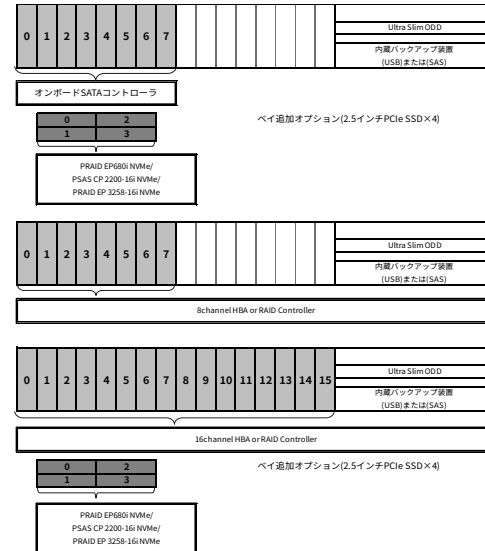 0 1 2 3 4 5 6 7
Ultra Slim ODD
内蔵バックアップ装置
(USB)または(SAS)
オンボードSATAコントローラ
0 2
1 3
ベイ追加オプション(2.5インチPCIe SSD×4)
PRAID EP680i NVMe/
PSAS CP 2200-16i NVMe/
PRAID EP 3258-16i NVMe
0 1 2 3 4 5 6 7
Ultra Slim ODD
内蔵バックアップ装置
(USB)または(SAS)
8channel HBA or RAID Controller
0 1 2 3 4 5 6 7 8 9 10 11 12 13 14 15
Ultra Slim ODD
内蔵バックアップ装置
(USB)または(SAS)
16channel HBA or RAID Controller
0 2
1 3
ベイ追加オプション(2.5インチPCIe SSD×4)
PRAID EP680i NVMe/
PSAS CP 2200-16i NVMe/
PRAID EP 3258-16i NVMe